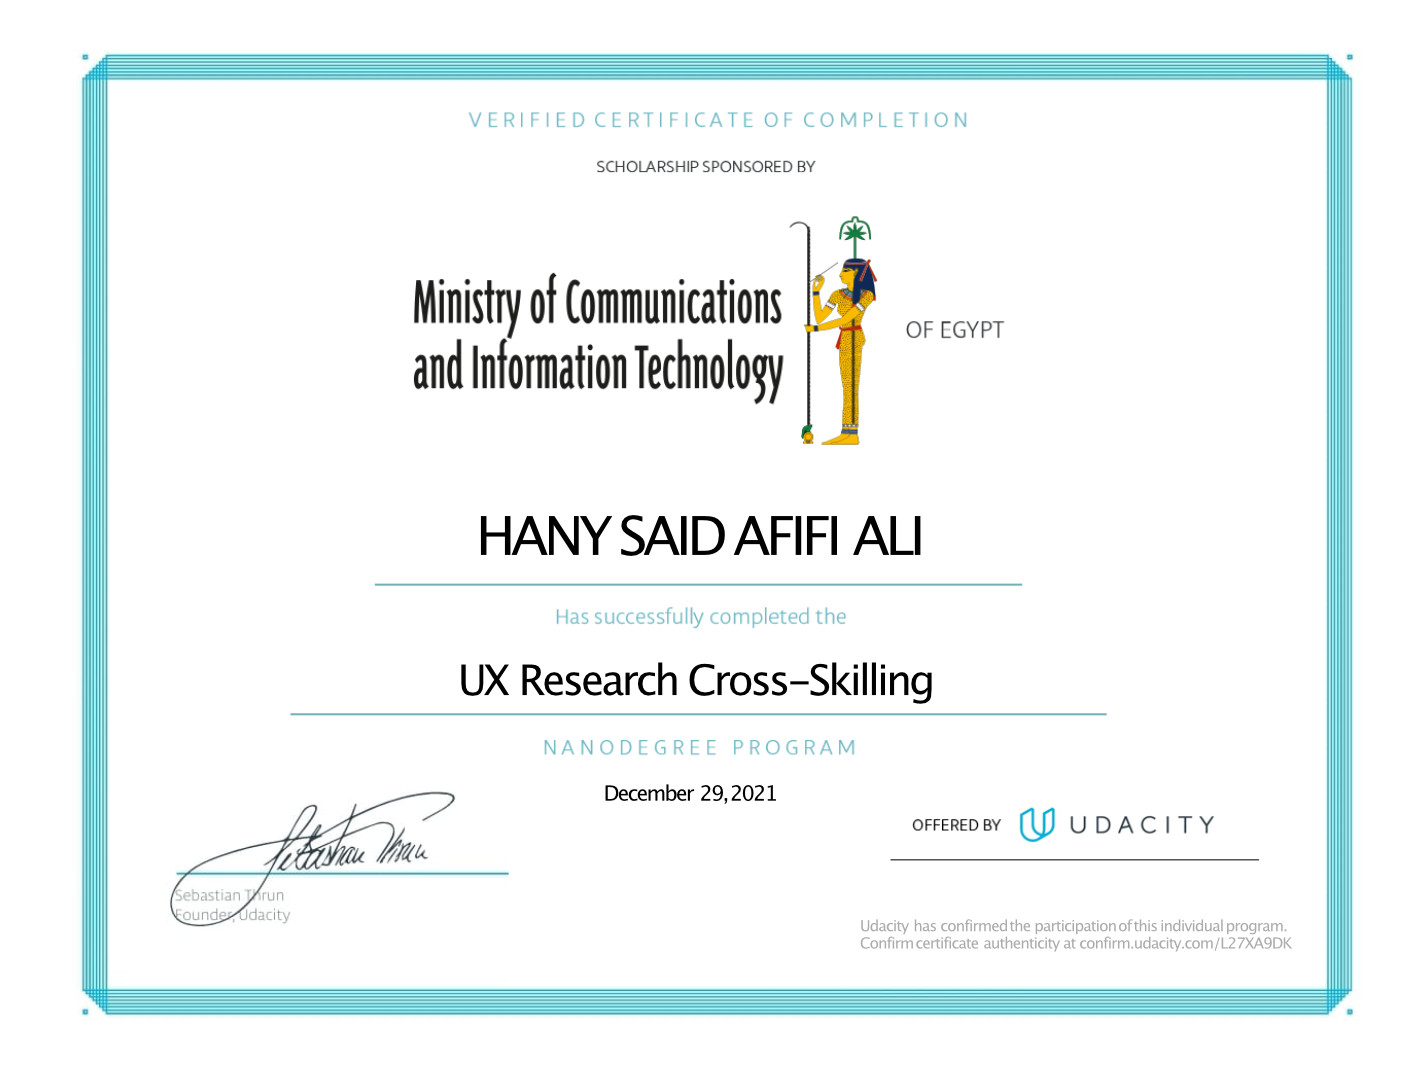 VERIFIED CERTIFICATE OF COMPLETION
SCHOLARSHIP SPONSORED BY
Ministry of Communications
and Information Technology
OF EGYPT
HANY SAID AFIFI ALI
Has successfully completed the
UX Research Cross-Skilling
NANODEGREE PROGRAM
December 29, 2021
Sebastian Thrun
OFFERED BY UDACITY
Sebastian Thrun
Founder, Udacity
Udacity has confirmed the participation of this individual program.
Confirm certificate authenticity at confirm.udacity.com/L27XA9DK